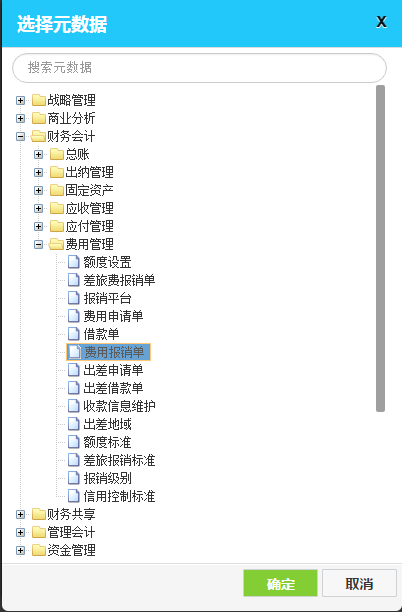 选择元数据
X
搜索元数据
战略管理
商业分析
财务会计
总账
出纳管理
固定资产
应收管理
应付管理
费用管理
额度设置
差旅费报销单
报销平台
费用申请单
借款单
费用报销单
出差申请单
出差借款单
收款信息维护
出差地域
额度标准
差旅报销标准
报销级别
信用控制标准
财务共享
管理会计
资金管理
确定 取消